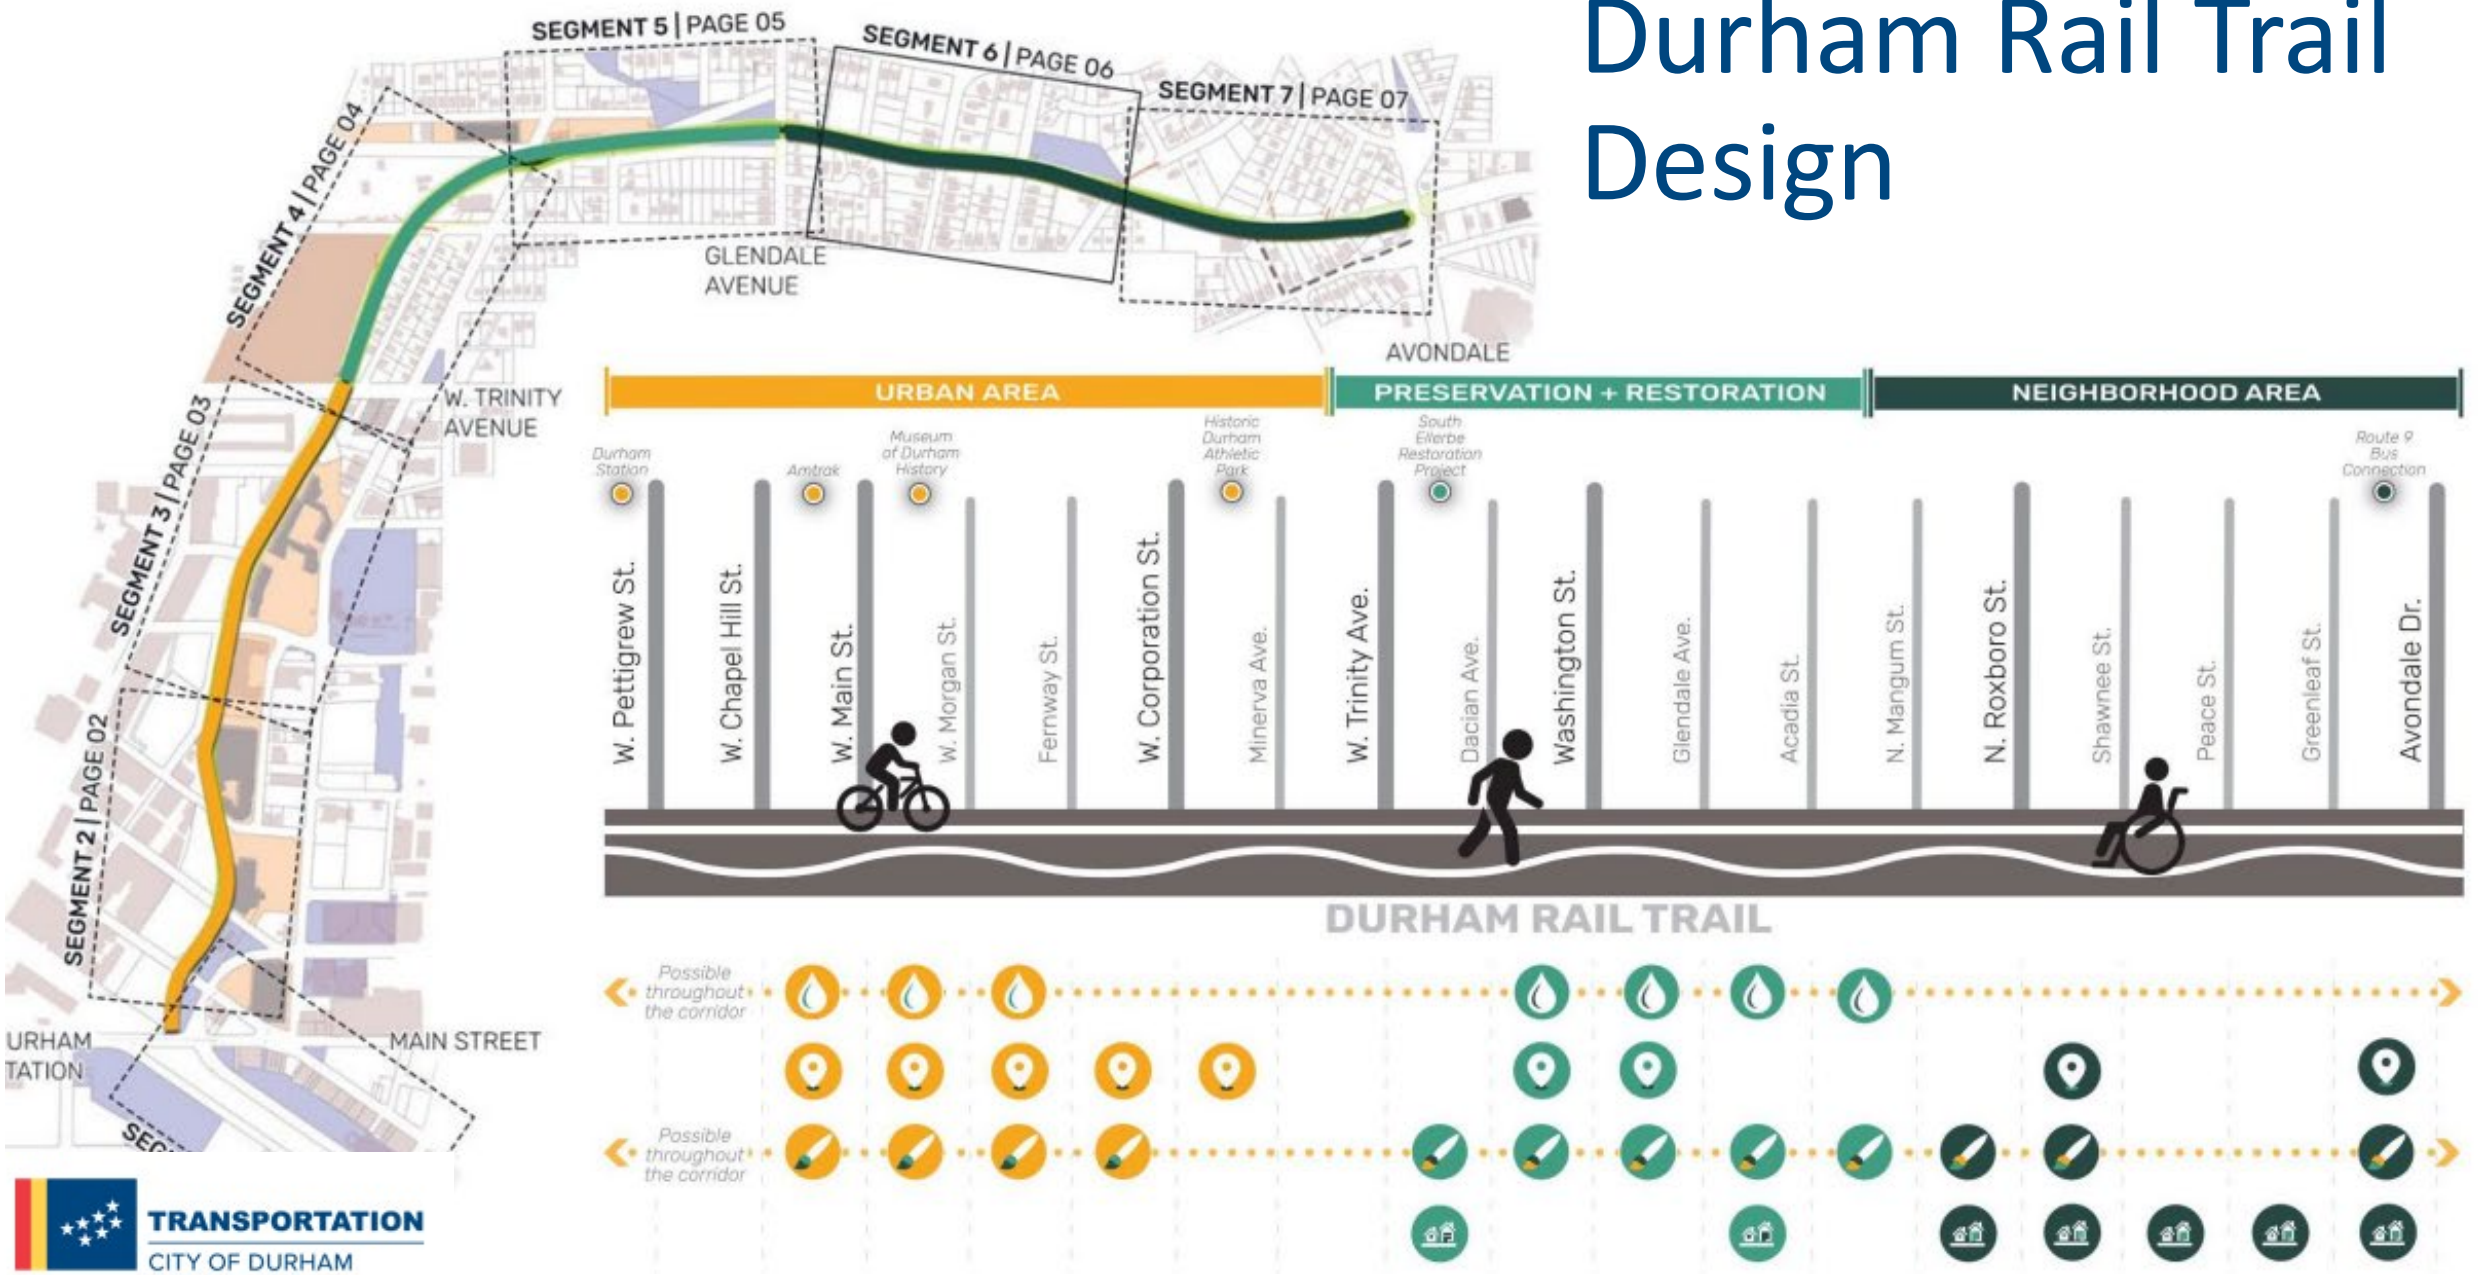 Durham Rail Trail
Design
SEGMENT 5 | PAGE 05
SEGMENT 6 | PAGE 06
SEGMENT 7 | PAGE 07
SEGMENT 4 | PAGE 04
GLENDALE
AVENUE
AVONDALE
W. TRINITY
AVENUE
SEGMENT 3 | PAGE 03
SEGMENT 2 | PAGE 02
URHAM
TATION
MAIN STREET
SEG
URBAN AREA
PRESERVATION + RESTORATION
NEIGHBORHOOD AREA
Durham
Station
Amtrak
Museum
of Durham
History
Historic
Durham
Athletic
Park
South
Ellerbe
Restoration
Project
Route 9
Bus
Connection
W. Pettigrew St.
W. Chapel Hill St.
W. Main St.
W. Morgan St.
Fernway St.
W. Corporation St.
Minerva Ave.
W. Trinity Ave.
Dacian Ave.
Washington St.
Glendale Ave.
Acadia St.
N. Mangum St.
N. Roxboro St.
Shawnee St.
Peace St.
Greenleaf St.
Avondale Dr.
DURHAM RAIL TRAIL
Possible
throughout
the corridor
Possible
throughout
the corridor
TRANSPORTATION
CITY OF DURHAM